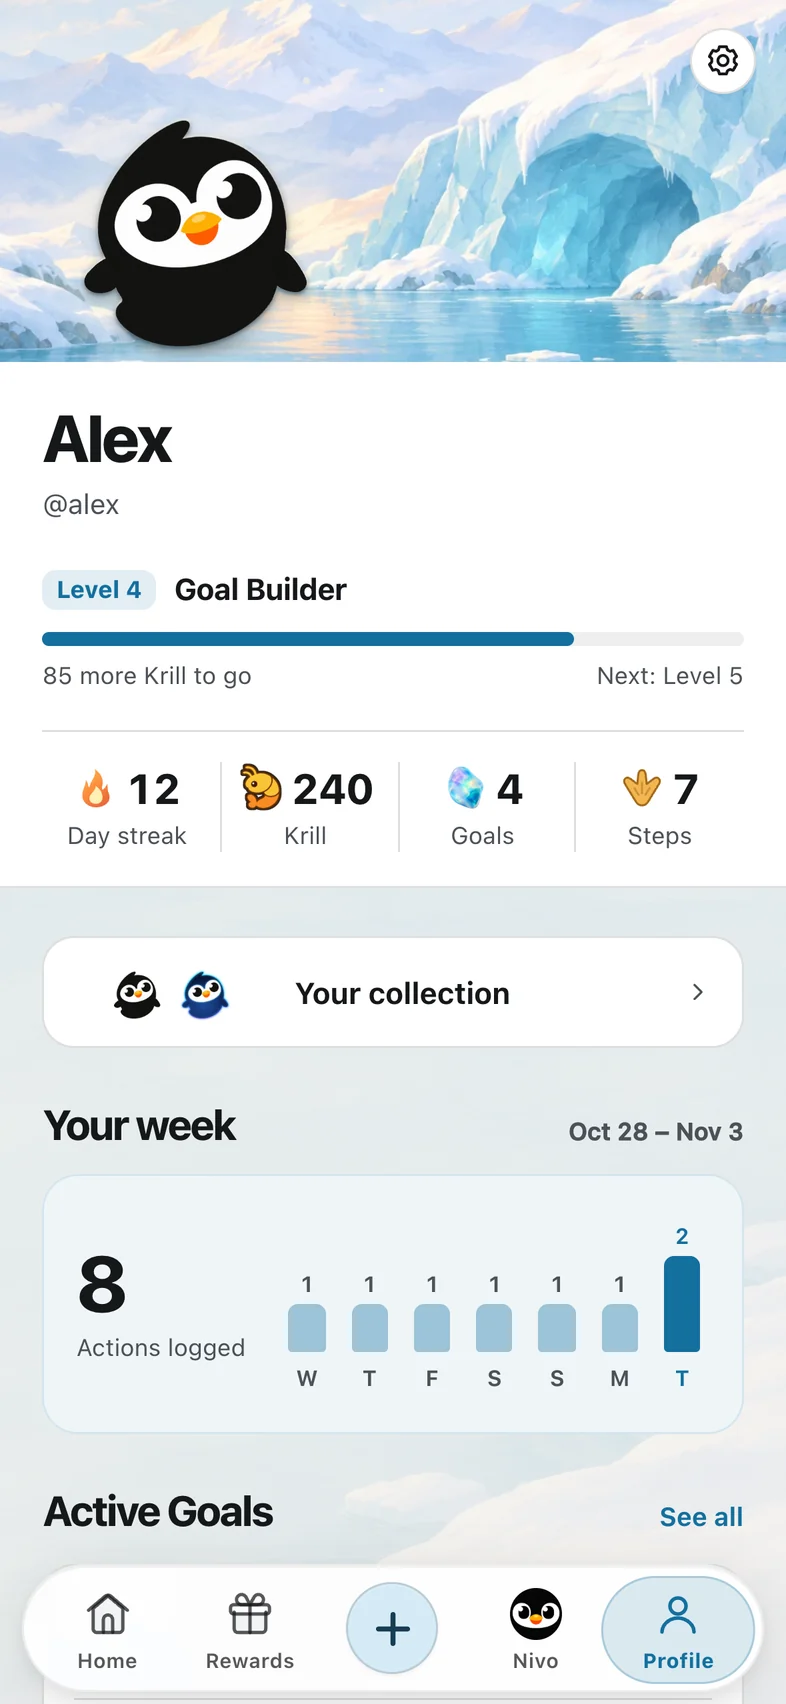 Alex
@alex
Level 4 Goal Builder
85 more Krill to go Next: Level 5
12 240 4 7
Day streak Krill Goals Steps
Your collection
Your week Oct 28 – Nov 3
2
1 1 1 1 1 1
8
Actions logged
W T F S S M T
Active Goals See all
Home Rewards Nivo Profile